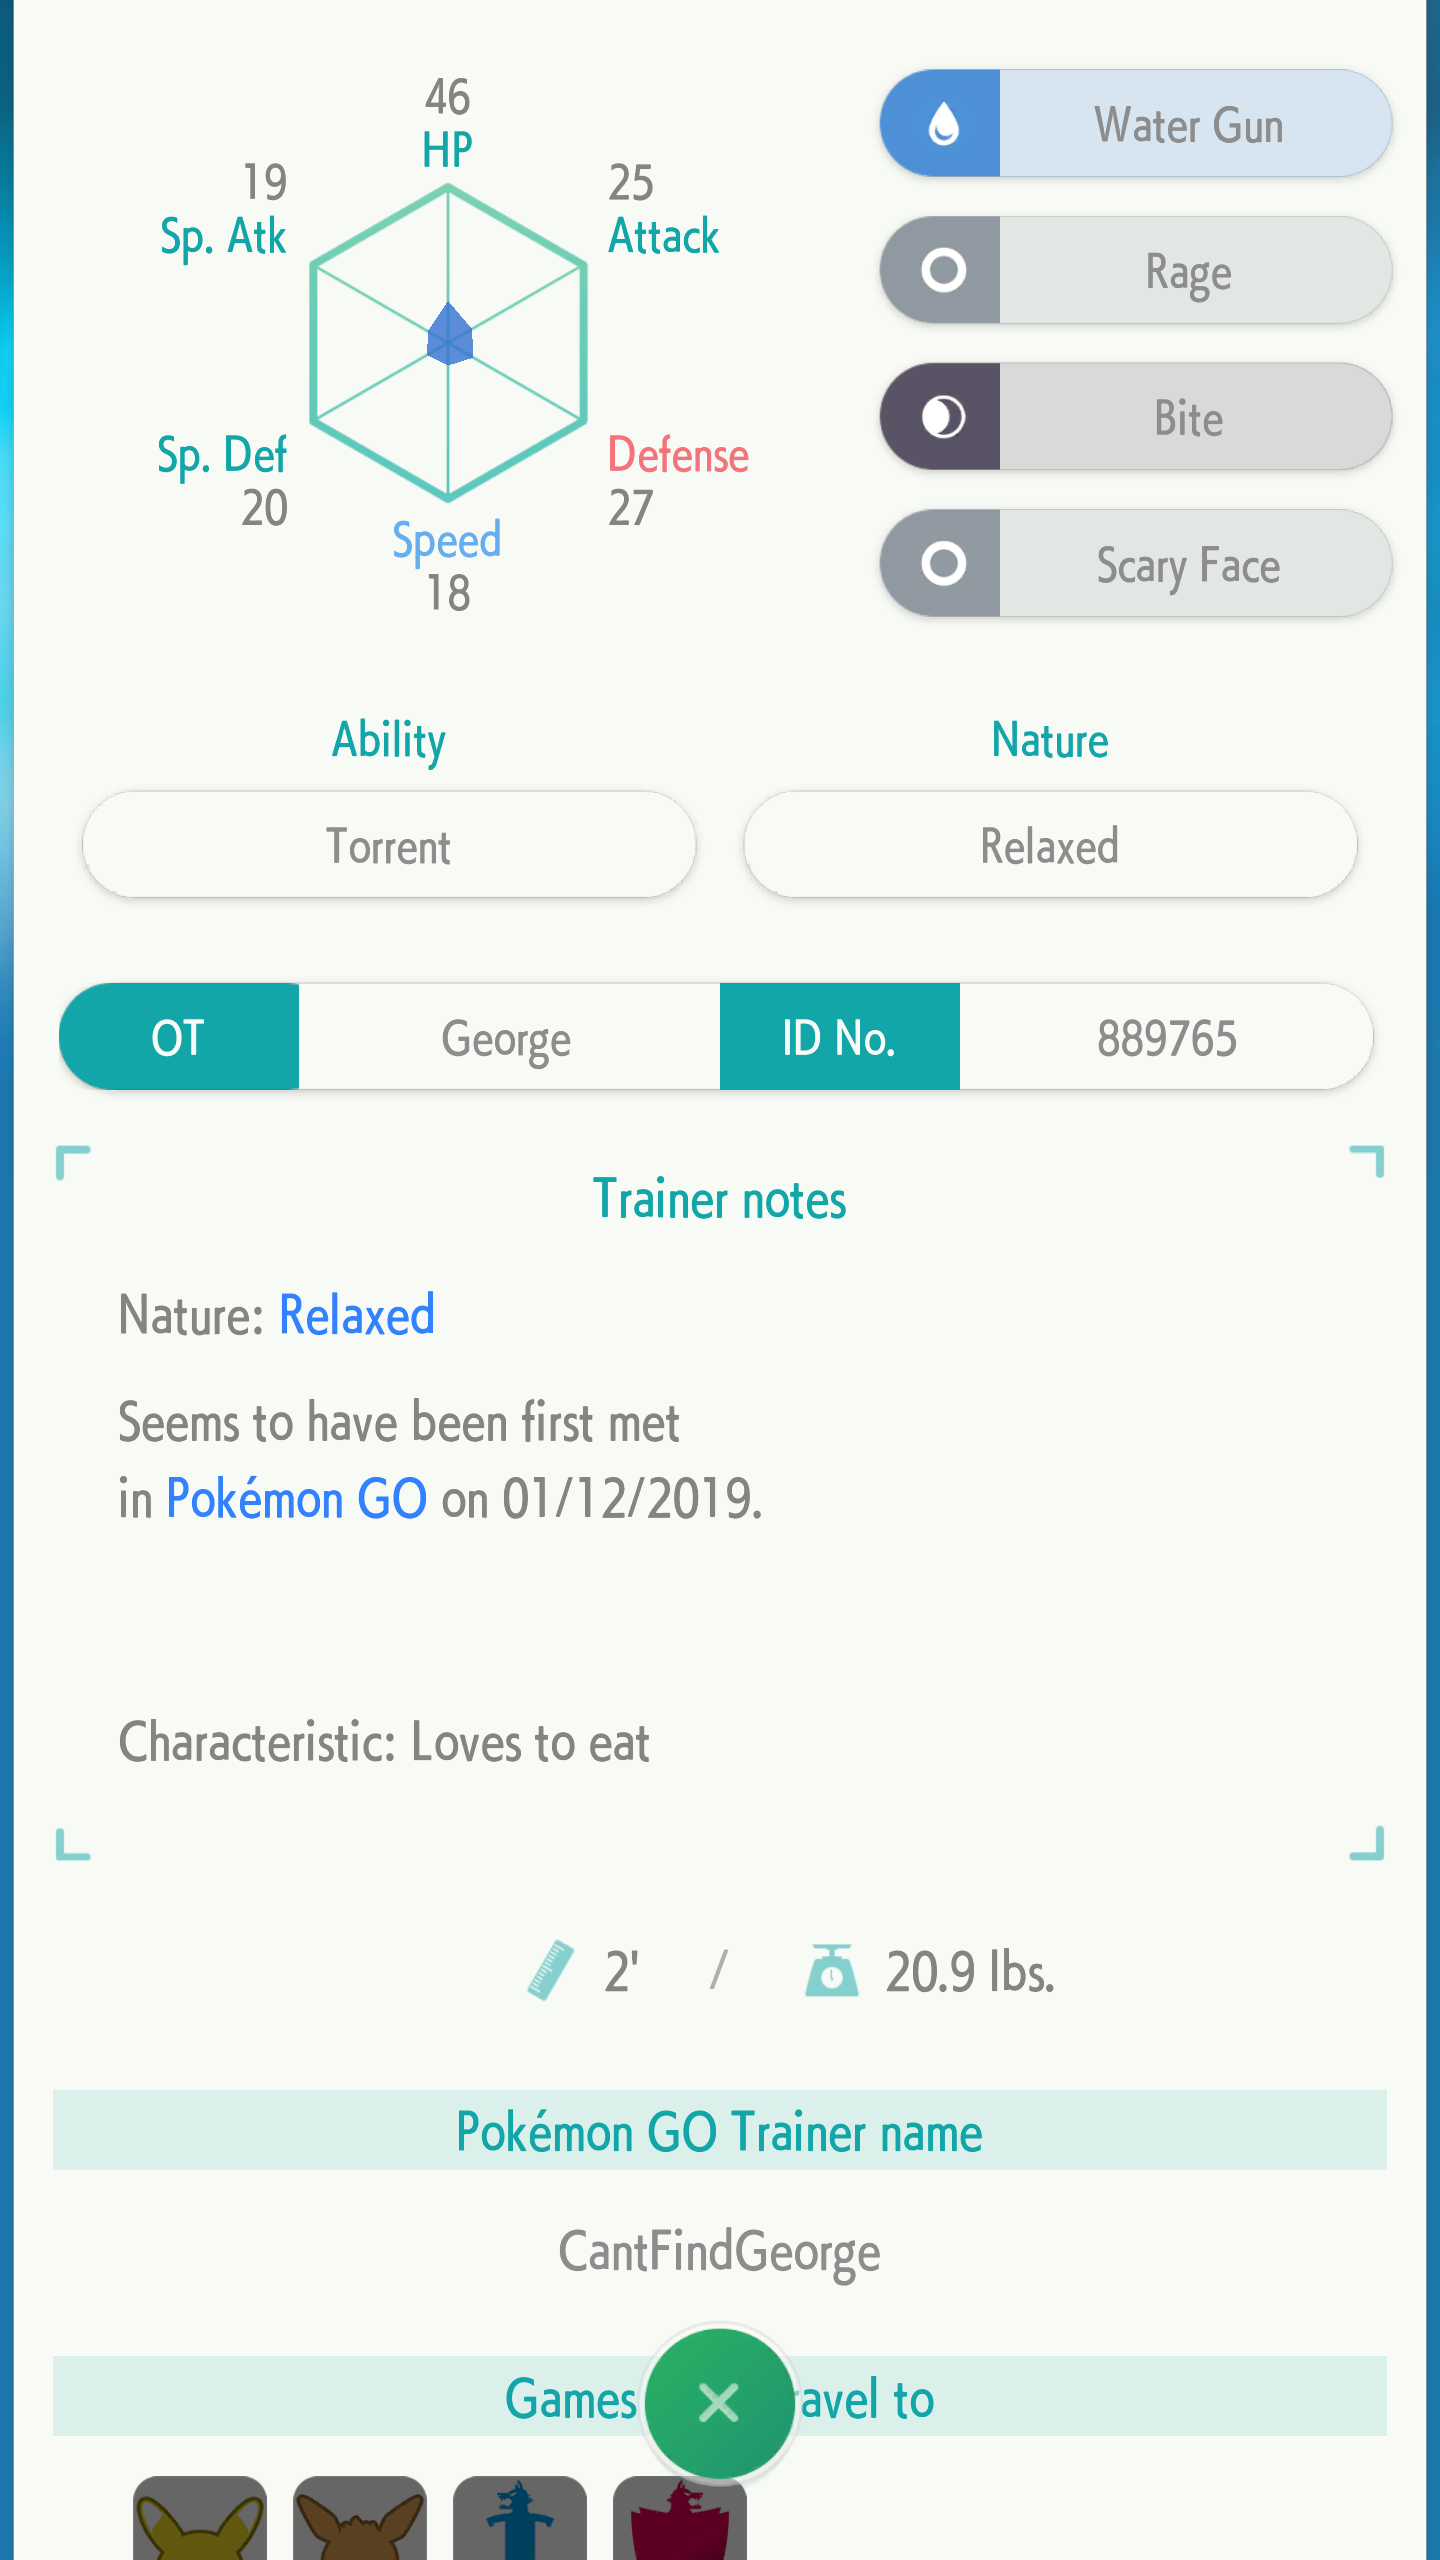 46
HP
19
Sp. Atk
25
Attack
Sp. Def
20
Defense
27
Speed
18
Water Gun
Rage
Bite
Scary Face
Ability
Nature
Torrent
Relaxed
OT
George
ID No.
889765
Trainer notes
Nature: Relaxed
Seems to have been first met
in Pokémon GO on 01/12/2019.
Characteristic: Loves to eat
2' / 20.9 lbs.
Pokémon GO Trainer name
CantFindGeorge
Games to